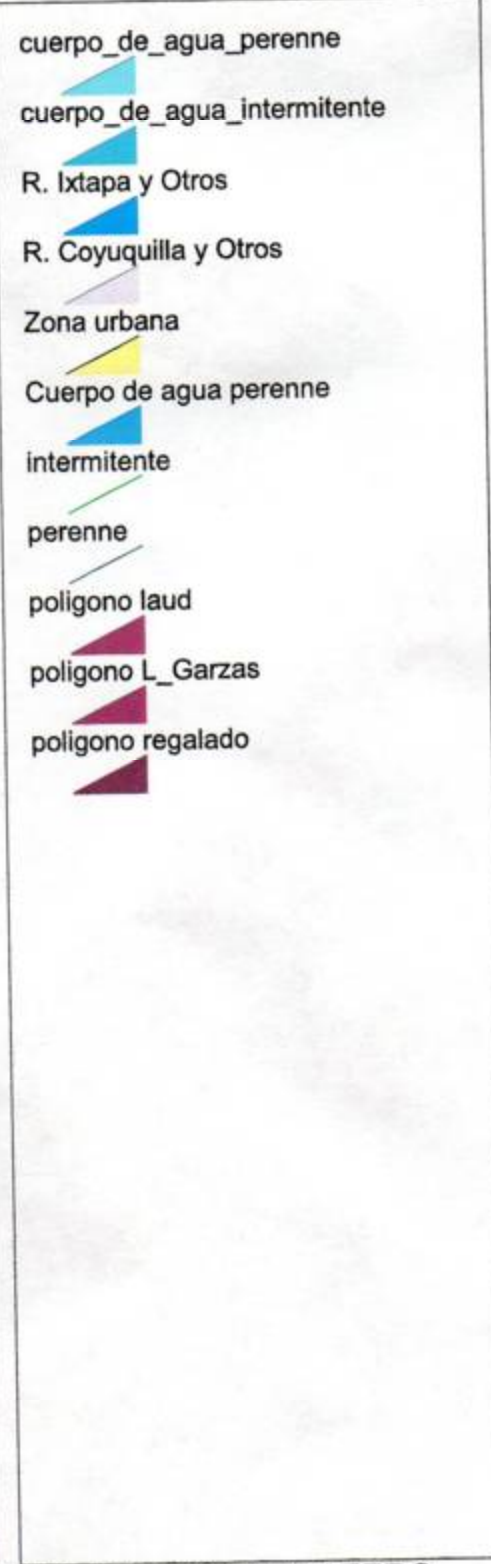 cuerpo_de_agua_perenne
cuerpo_de_agua_intermitente
R. Ixtapa y Otros
R. Coyuquilla y Otros
Zona urbana
Cuerpo de agua perenne
intermitente
perenne
poligono laud
poligono L_Garzas
poligono regalado